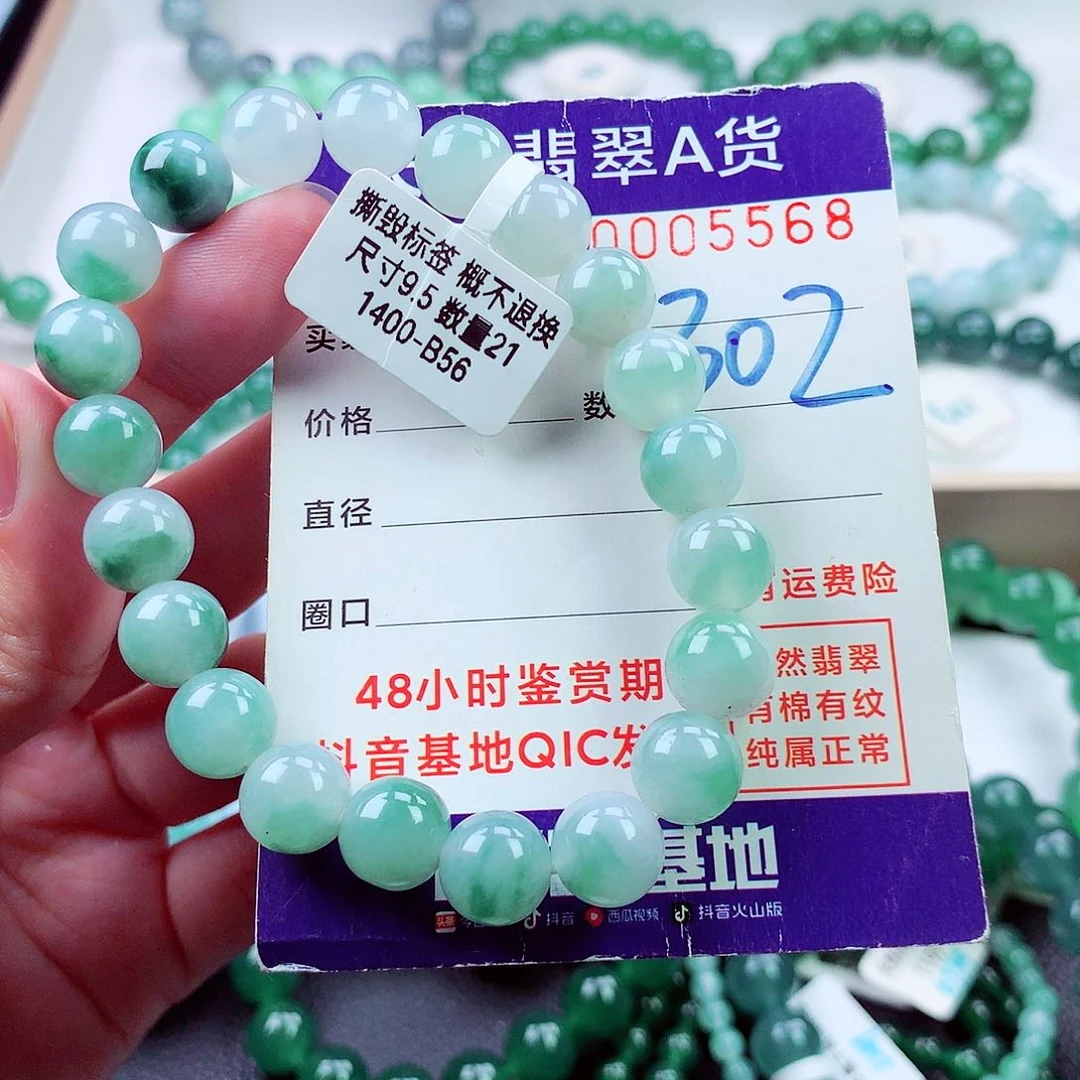 翡翠A货
0005568
撕毁标签 概不退换
尺寸9.5 数量21
1400-B56
302
价格 数
直径
圈口
运费险
48小时鉴赏期
抖音基地QIC发
然翡翠
有棉有纹
纯属正常
基地
抖音 西瓜视频 抖音火山版